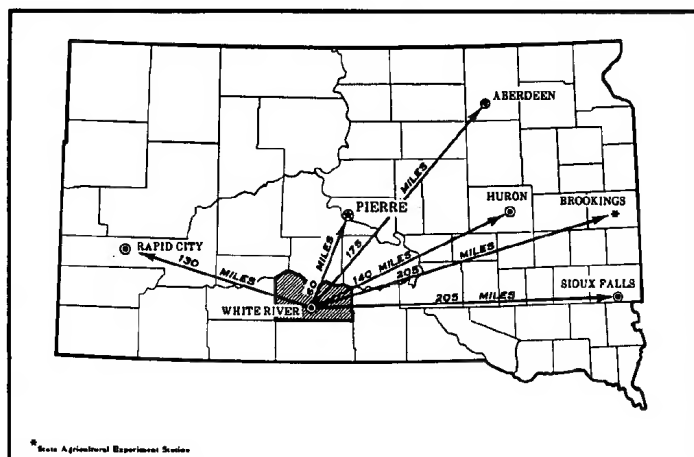 ABERDEEN
PIERRE
HURON
BROOKINGS
RAPID CITY
130 MILES
60 MILES
175 MILES
140 MILES
205 MILES
SIOUX FALLS
WHITE RIVER
205 MILES
* State Agricultural Experiment Station